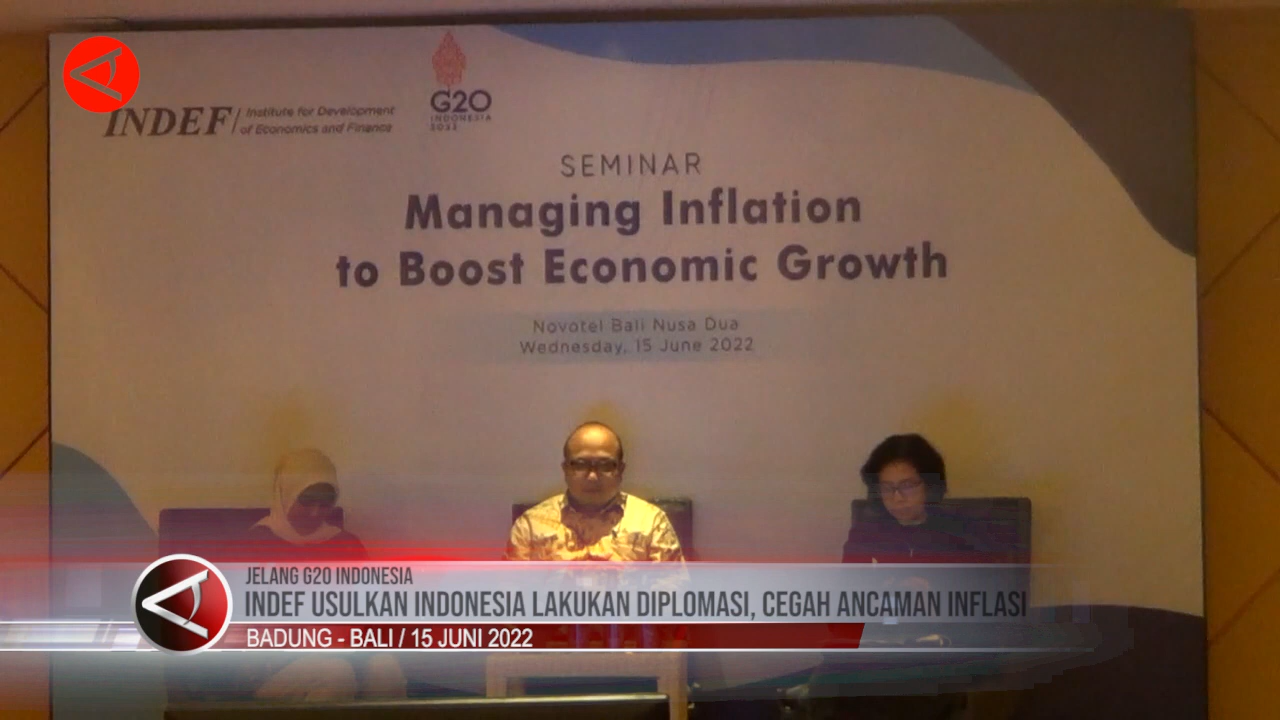 INDEF
Institute for Development
of Economics and Finance
G20
INDONESIA
2022
SEMINAR
Managing Inflation
to Boost Economic Growth
Novotel Bali Nusa Dua
Wednesday, 15 June 2022
JELANG G20 INDONESIA
INDEF USULKAN INDONESIA LAKUKAN DIPLOMASI, CEGAH ANCAMAN INFLASI
BADUNG - BALI / 15 JUNI 2022